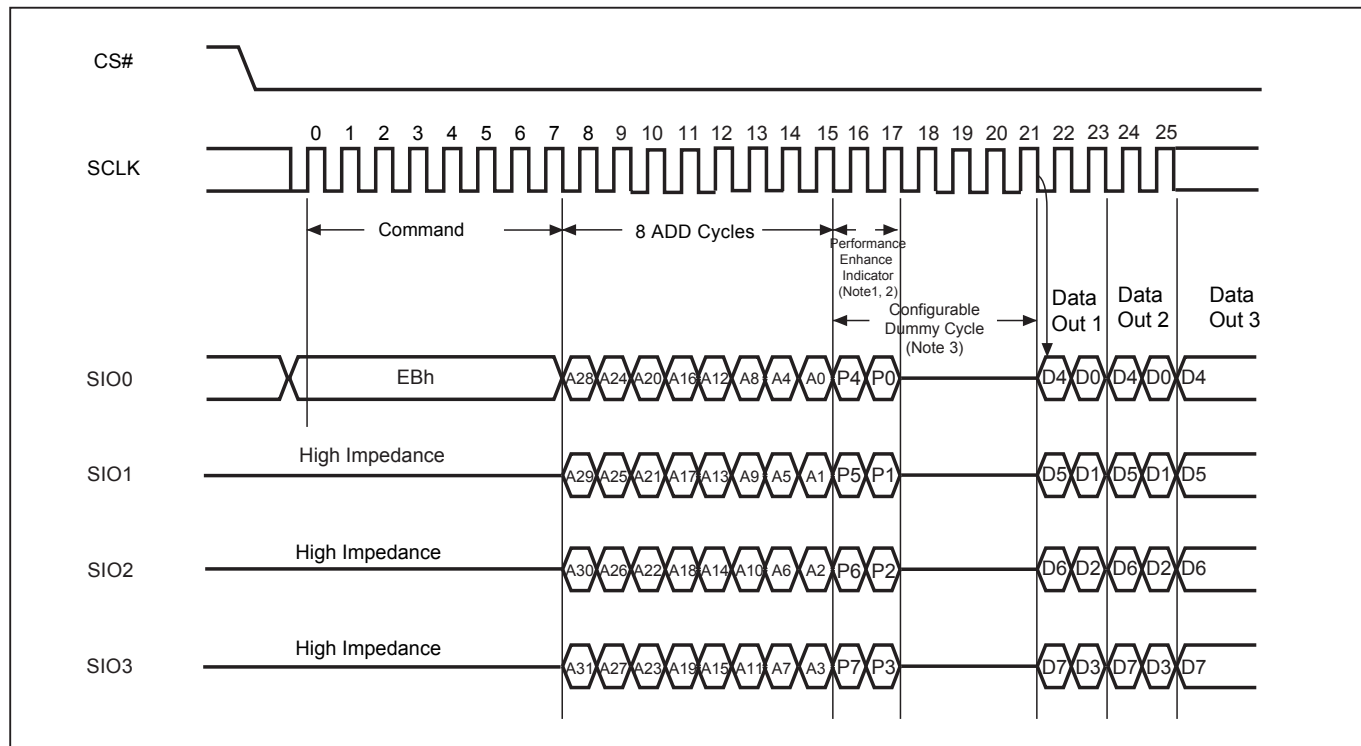 CS#
0 1 2 3 4 5 6 7 8 9 10 11 12 13 14 15 16 17 18 19 20 21 22 23 24 25
SCLK
Command
8 ADD Cycles
Performance
Enhance
Indicator
(Note1, 2)
Configurable
Dummy Cycle
(Note 3)
Data
Out 1
Data
Out 2
Data
Out 3
SIO0
EBh
A28 A24 A20 A16 A12 A8 A4 A0 P4 P0 D4 D0 D4 D0 D4
High Impedance
SIO1
A29 A25 A21 A17 A13 A9 A5 A1 P5 P1 D5 D1 D5 D1 D5
High Impedance
SIO2
A30 A26 A22 A18 A14 A10 A6 A2 P6 P2 D6 D2 D6 D2 D6
High Impedance
SIO3
A31 A27 A23 A19 A15 A11 A7 A3 P7 P3 D7 D3 D7 D3 D7